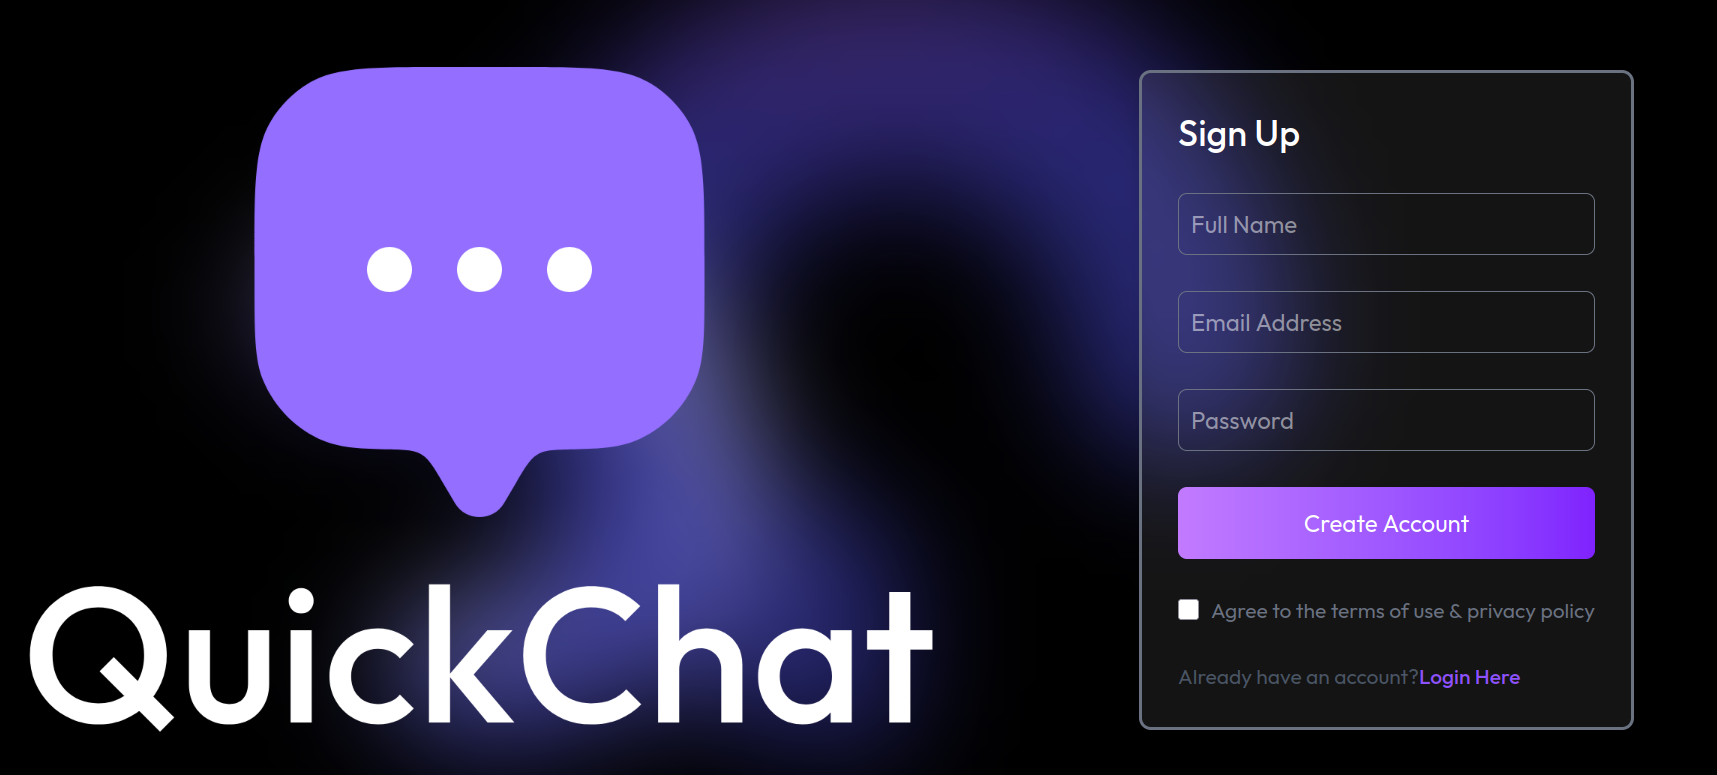 QuickChat
Sign Up
Full Name
Email Address
Password
Create Account
Agree to the terms of use & privacy policy
Already have an account?Login Here